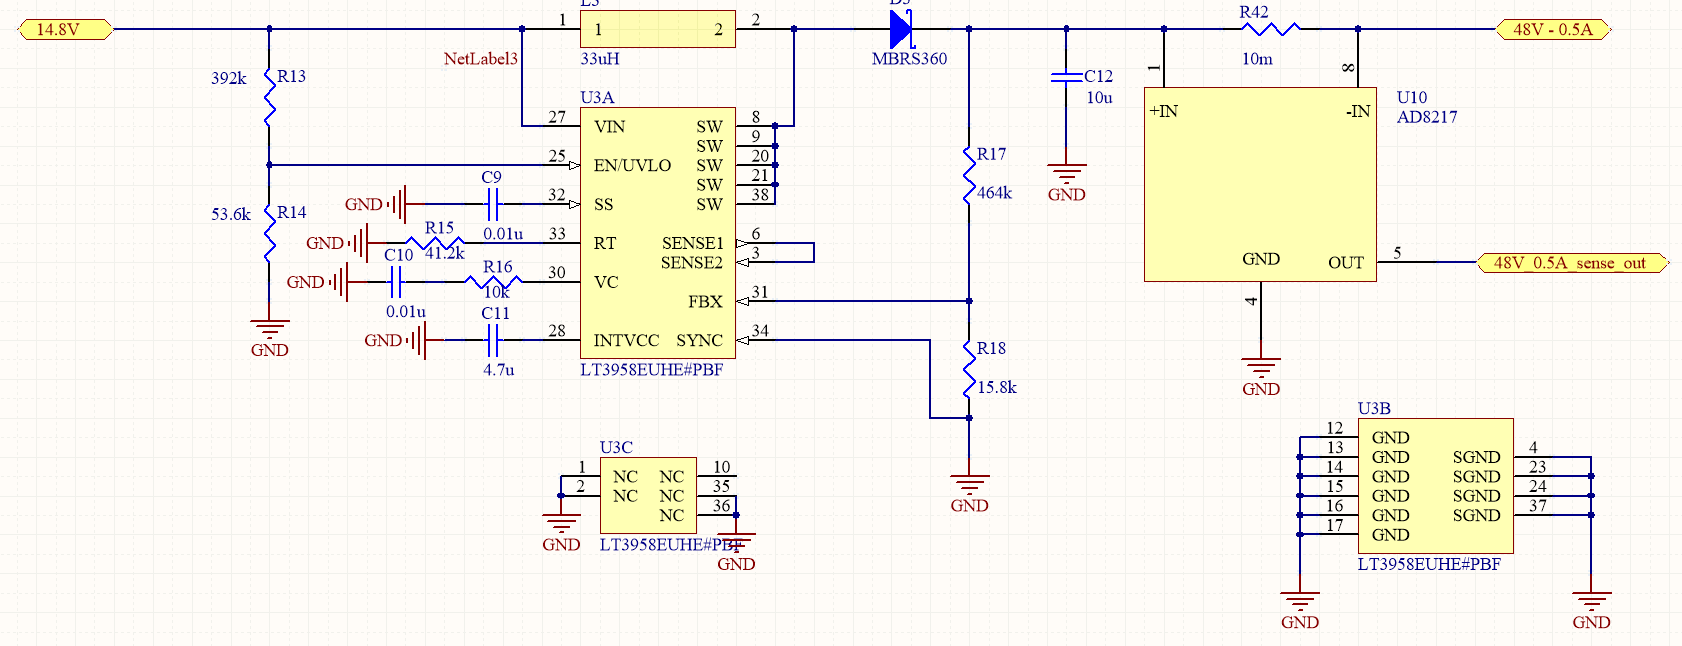 14.8V
1
1
2
2
33uH
NetLabel3
MBRS360
R42
10m
48V - 0.5A
392k
R13
C12
10u
GND
1
8
+IN
-IN
U10
AD8217
GND
OUT
5
48V_0.5A_sense_out
4
GND
U3A
27
VIN
SW
8
SW
9
25
EN/UVLO
SW
20
SW
21
32
SS
SW
38
33
RT
SENSE1
6
SENSE2
3
30
VC
FBX
31
28
INTVCC
SYNC
34
LT3958EUHE#PBF
53.6k
R14
GND
GND
C9
0.01u
GND
R15
41.2k
GND
C10
0.01u
R16
10k
GND
C11
4.7u
R17
464k
R18
15.8k
GND
U3C
1
NC
NC
10
2
NC
NC
35
NC
36
LT3958EUHE#PBF
GND
GND
U3B
12
GND
13
GND
SGND
4
14
GND
SGND
23
15
GND
SGND
24
16
GND
SGND
37
17
GND
LT3958EUHE#PBF
GND
GND